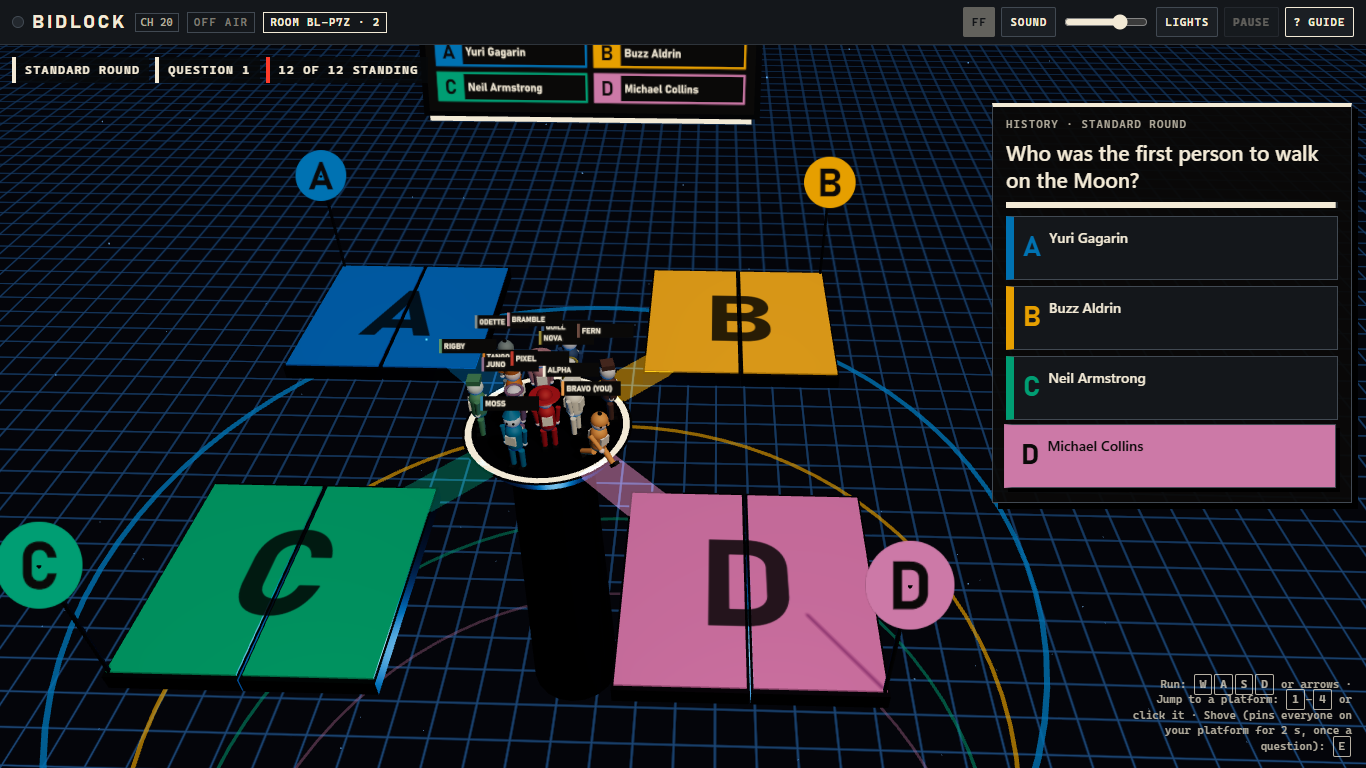 BIDLOCK CH 20 OFF AIR ROOM BL-P7Z · 2 FF SOUND LIGHTS PAUSE ? GUIDE
STANDARD ROUND QUESTION 1 12 OF 12 STANDING
A Yuri Gagarin B Buzz Aldrin
C Neil Armstrong D Michael Collins
HISTORY · STANDARD ROUND
Who was the first person to walk
on the Moon?
A Yuri Gagarin
B Buzz Aldrin
C Neil Armstrong
D Michael Collins
A
B
A
B
ODETTE BRAMBLE
FERN
NOVA
RIGBY
PIXEL
JUNO
ALPHA
BRAVO (YOU)
MOSS
C
D
C
D
Run: W A S D or arrows ·
Jump to a platform: 1 – 4 or
click it · Shove (pins everyone on
your platform for 2 s, once a
question): E